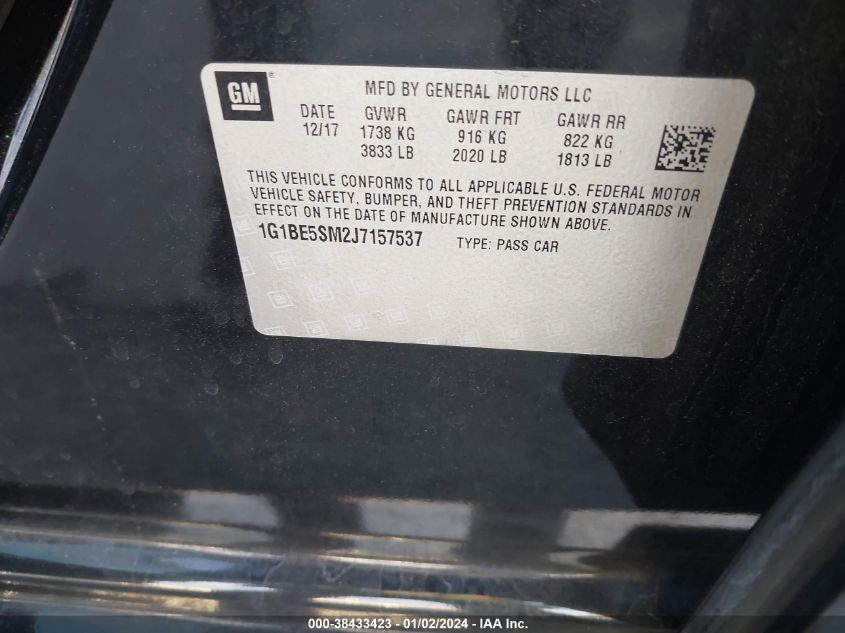 GM ®
MFD BY GENERAL MOTORS LLC
DATE GVWR GAWR FRT GAWR RR
12/17 1738 KG 916 KG 822 KG
3833 LB 2020 LB 1813 LB
THIS VEHICLE CONFORMS TO ALL APPLICABLE U.S. FEDERAL MOTOR
VEHICLE SAFETY, BUMPER, AND THEFT PREVENTION STANDARDS IN
EFFECT ON THE DATE OF MANUFACTURE SHOWN ABOVE.
1G1BE5SM2J7157537 TYPE: PASS CAR
000-38433423 - 01/02/2024 - IAA Inc.